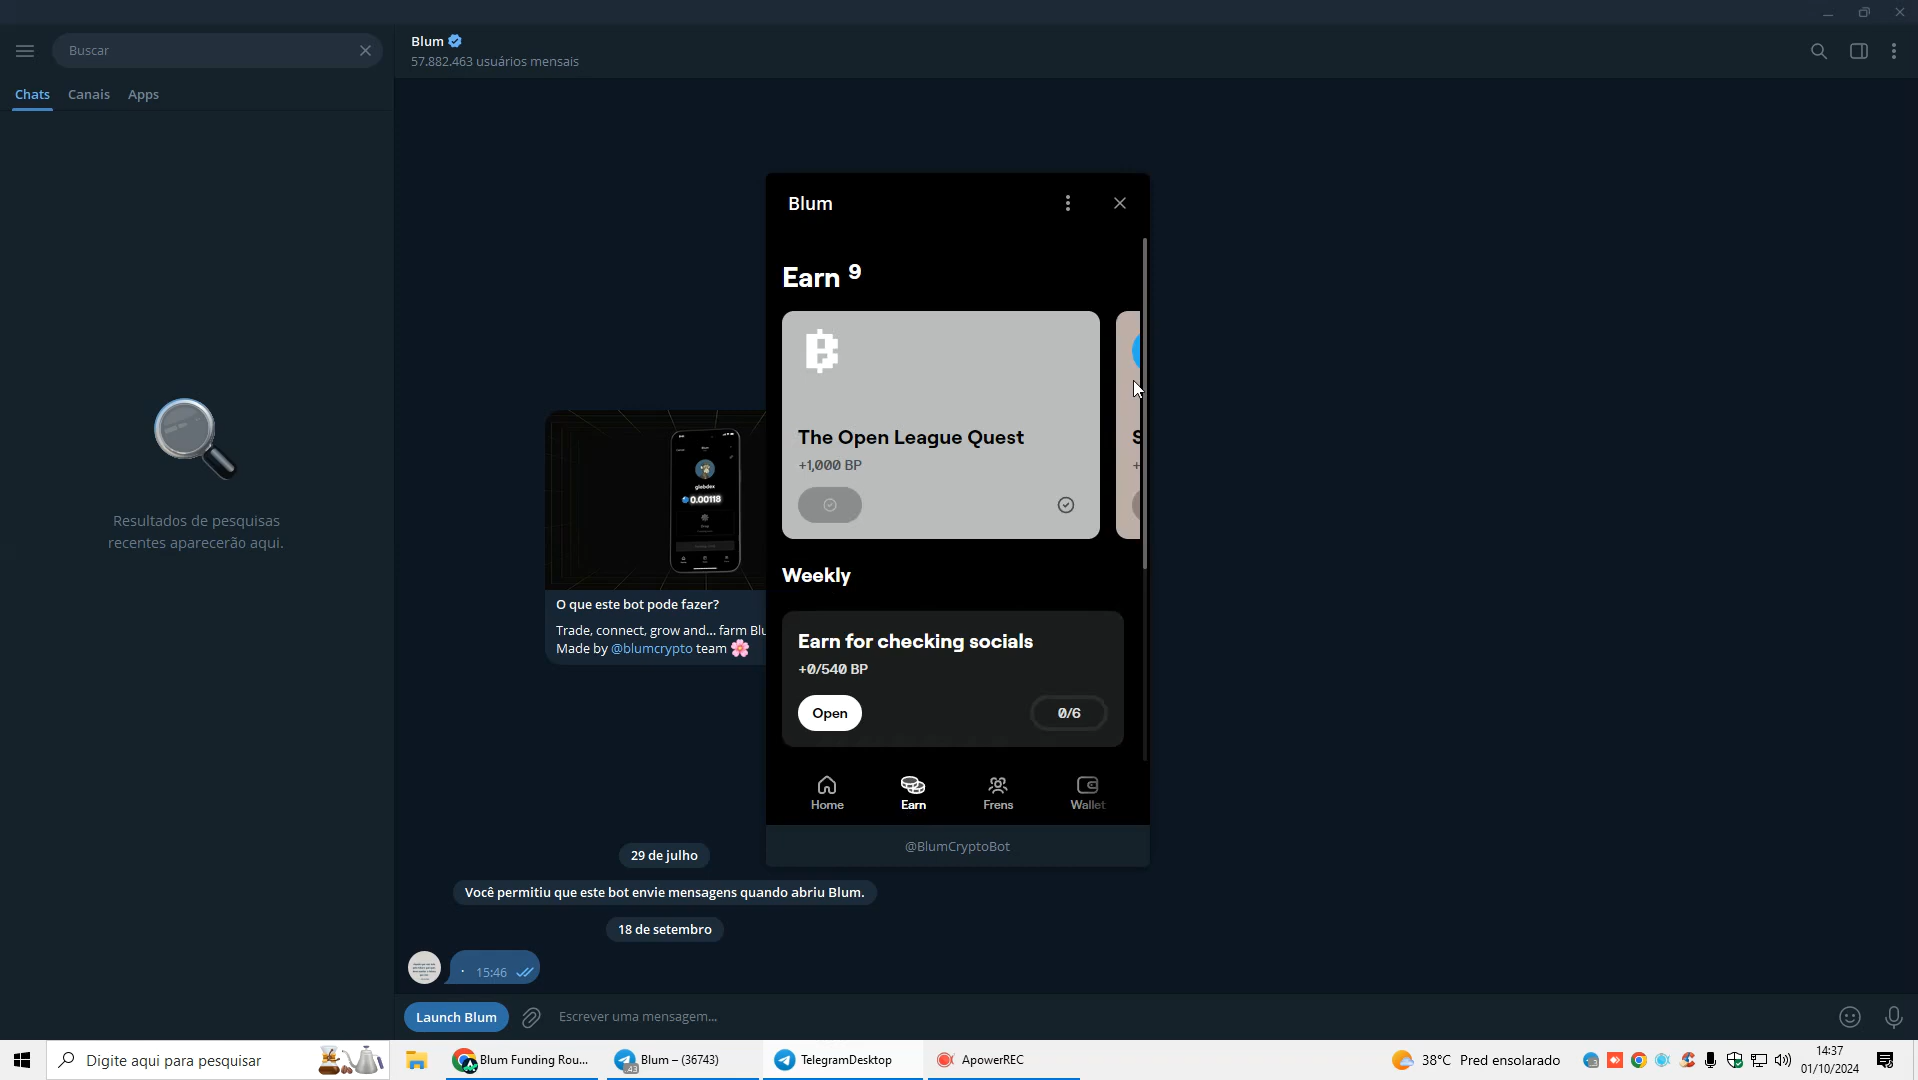 Buscar
Chats
Canais
Apps
Resultados de pesquisas
recentes aparecerão aqui.
Blum
57.882.463 usuários mensais
O que este bot pode fazer?
Trade, connect, grow and... farm Blu
Made by @blumcrypto team
29 de julho
Você permitiu que este bot envie mensagens quando abriu Blum.
18 de setembro
. 15:46
Launch Blum
Escrever uma mensagem...
Blum
Earn 9
The Open League Quest
+1,000 BP
S
+
Weekly
Earn for checking socials
+0/540 BP
Open
0/6
Home
Earn
Frens
Wallet
@BlumCryptoBot
Digite aqui para pesquisar
Blum Funding Rou...
Blum – (36743)
TelegramDesktop
ApowerREC
38°C Pred ensolarado
14:37
01/10/2024